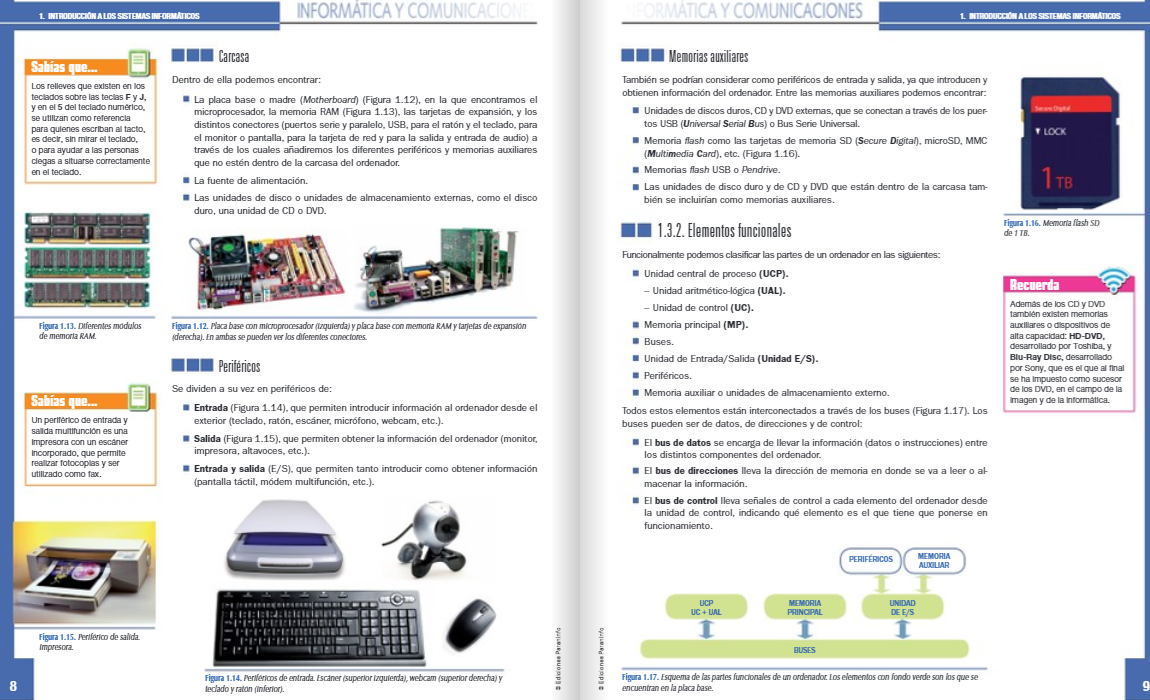 1. INTRODUCCIÓN A LOS SISTEMAS INFORMÁTICOS
INFORMÁTICA Y COMUNICACIONES
Sabías que...
Los relieves que existen en los
teclados sobre las teclas F y J,
y en el 5 del teclado numérico,
se utilizan como referencia
para quienes escriban al tacto,
es decir, sin mirar el teclado,
o para ayudar a las personas
ciegas a situarse correctamente
en el teclado.
Figura 1.13. Diferentes módulos
de memoria RAM.
Sabías que...
Un periférico de entrada y
salida multifunción es una
impresora con un escáner
incorporado, que permite
realizar fotocopias y ser
utilizado como fax.
Figura 1.15. Periférico de salida.
Impresora.
8
Carcasa
Dentro de ella podemos encontrar:
La placa base o madre (Motherboard) (Figura 1.12), en la que encontramos el
microprocesador, la memoria RAM (Figura 1.13), las tarjetas de expansión, y los
distintos conectores (puertos serie y paralelo, USB, para el ratón y el teclado, para
el monitor o pantalla, para la tarjeta de red y para la salida y entrada de audio) a
través de los cuales añadiremos los diferentes periféricos y memorias auxiliares
que no estén dentro de la carcasa del ordenador.
La fuente de alimentación.
Las unidades de disco o unidades de almacenamiento externas, como el disco
duro, una unidad de CD o DVD.
Figura 1.12. Placa base con microprocesador (izquierda) y placa base con memoria RAM y tarjetas de expansión
(derecha). En ambas se pueden ver los diferentes conectores.
Periféricos
Se dividen a su vez en periféricos de:
Entrada (Figura 1.14), que permiten introducir información al ordenador desde el
exterior (teclado, ratón, escáner, micrófono, webcam, etc.).
Salida (Figura 1.15), que permiten obtener la información del ordenador (monitor,
impresora, altavoces, etc.).
Entrada y salida (E/S), que permiten tanto introducir como obtener información
(pantalla táctil, módem multifunción, etc.).
Figura 1.14. Periféricos de entrada. Escáner (superior izquierda), webcam (superior derecha) y
teclado y ratón (inferior).
© Ediciones Paraninfo
INFORMÁTICA Y COMUNICACIONES
1. INTRODUCCIÓN A LOS SISTEMAS INFORMÁTICOS
Memorias auxiliares
También se podrían considerar como periféricos de entrada y salida, ya que introducen y
obtienen información del ordenador. Entre las memorias auxiliares podemos encontrar:
Unidades de discos duros, CD y DVD externas, que se conectan a través de los puer-
tos USB (Universal Serial Bus) o Bus Serie Universal.
Memoria flash como las tarjetas de memoria SD (Secure Digital), microSD, MMC
(Multimedia Card), etc. (Figura 1.16).
Memorias flash USB o Pendrive.
Las unidades de disco duro y de CD y DVD que están dentro de la carcasa tam-
bién se incluirían como memorias auxiliares.
1.3.2. Elementos funcionales
Funcionalmente podemos clasificar las partes de un ordenador en las siguientes:
Unidad central de proceso (UCP).
– Unidad aritmético-lógica (UAL).
– Unidad de control (UC).
Memoria principal (MP).
Buses.
Unidad de Entrada/Salida (Unidad E/S).
Periféricos.
Memoria auxiliar o unidades de almacenamiento externo.
Todos estos elementos están interconectados a través de los buses (Figura 1.17). Los
buses pueden ser de datos, de direcciones y de control:
El bus de datos se encarga de llevar la información (datos o instrucciones) entre
los distintos componentes del ordenador.
El bus de direcciones lleva la dirección de memoria en donde se va a leer o al-
macenar la información.
El bus de control lleva señales de control a cada elemento del ordenador desde
la unidad de control, indicando qué elemento es el que tiene que ponerse en
funcionamiento.
PERIFÉRICOS
MEMORIA
AUXILIAR
UCP
UC + UAL
MEMORIA
PRINCIPAL
UNIDAD
DE E/S
BUSES
Figura 1.17. Esquema de las partes funcionales de un ordenador. Los elementos con fondo verde son los que se
encuentran en la placa base.
© Ediciones Paraninfo
Secure Digital
LOCK
1 TB
Figura 1.16. Memoria flash SD
de 1 TB.
Recuerda
Además de los CD y DVD
también existen memorias
auxiliares o dispositivos de
alta capacidad: HD-DVD,
desarrollado por Toshiba, y
Blu-Ray Disc, desarrollado
por Sony, que es el que al final
se ha impuesto como sucesor
de los DVD, en el campo de la
imagen y de la informática.
9